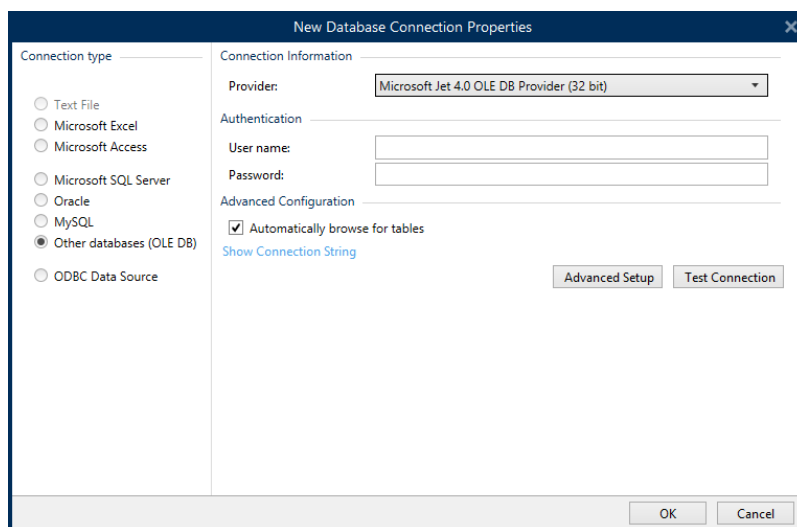 New Database Connection Properties
Connection type
Text File
Microsoft Excel
Microsoft Access
Microsoft SQL Server
Oracle
MySQL
Other databases (OLE DB)
ODBC Data Source
Connection Information
Provider: Microsoft Jet 4.0 OLE DB Provider (32 bit)
Authentication
User name:
Password:
Advanced Configuration
Automatically browse for tables
Show Connection String
Advanced Setup Test Connection
OK Cancel